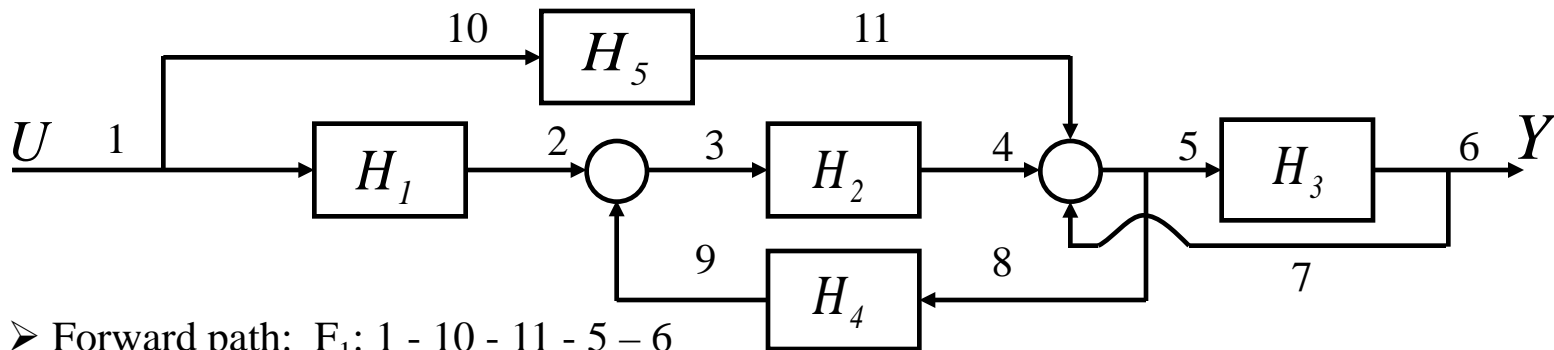 10 H5 11
U 1 H1 2 3 H2 4 5 H3 6 Y
9 H4 8 7
➢ Forward path: F1: 1 - 10 - 11 - 5 – 6